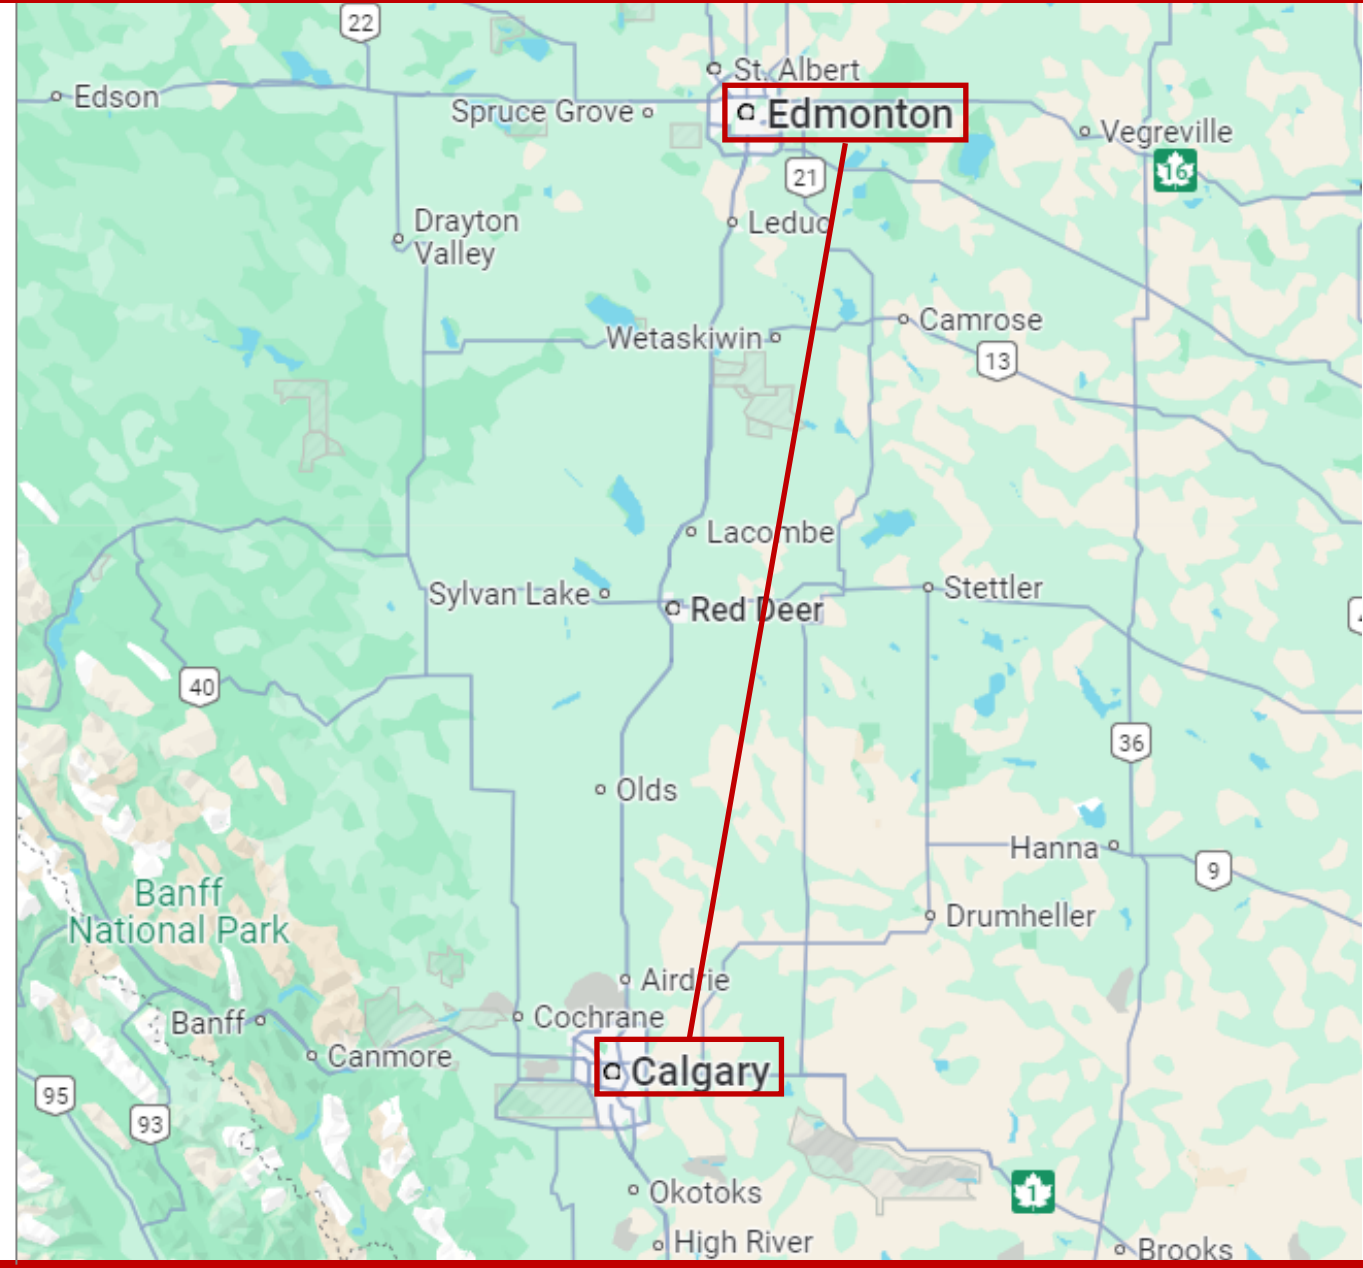 22
St. Albert
Edson
Spruce Grove
Edmonton
Vegreville
16
21
Drayton
Valley
Leduc
Wetaskiwin
Camrose
13
Lacombe
Sylvan Lake
Red Deer
Stettler
40
36
Olds
Hanna
9
Banff
National Park
Drumheller
Airdrie
Banff
Cochrane
Canmore
Calgary
95
93
Okotoks
1
High River
Brooks